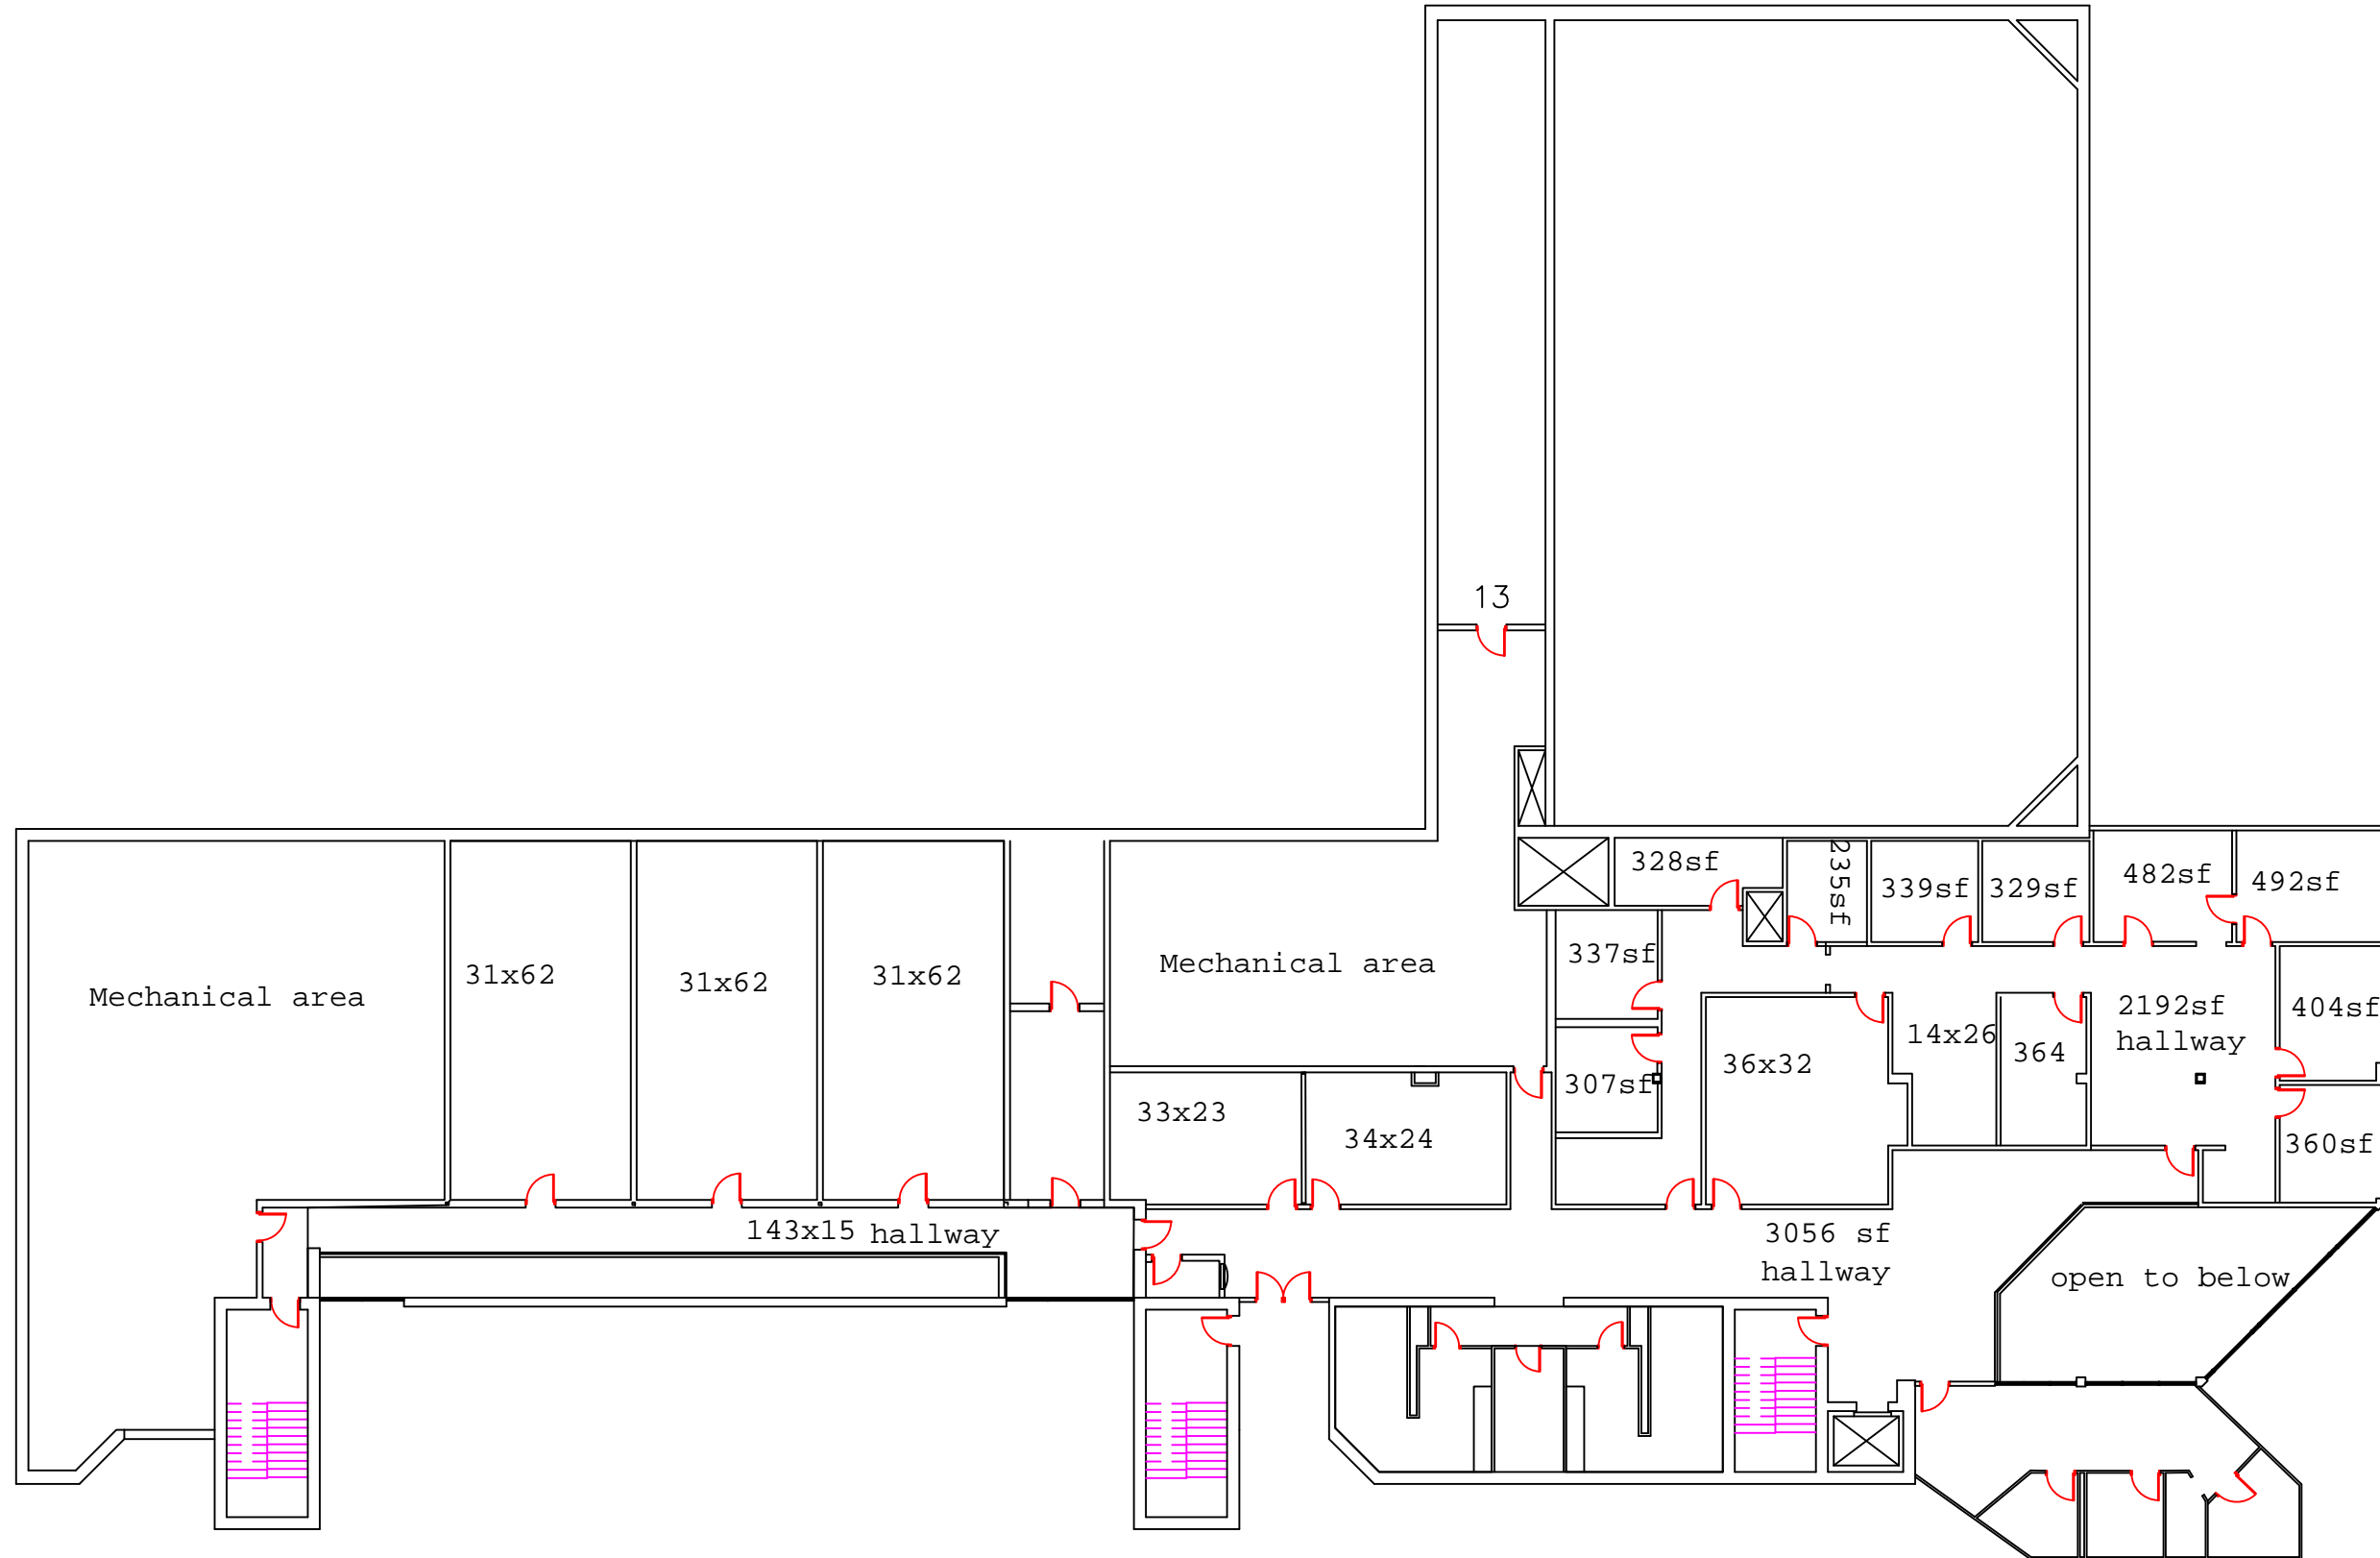 13
328sf
235sf
339sf
329sf
482sf
492sf
337sf
Mechanical area
31x62
31x62
31x62
Mechanical area
2192sf
hallway
404sf
14x26
364
36x32
307sf
33x23
34x24
360sf
143x15 hallway
3056 sf
hallway
open to below